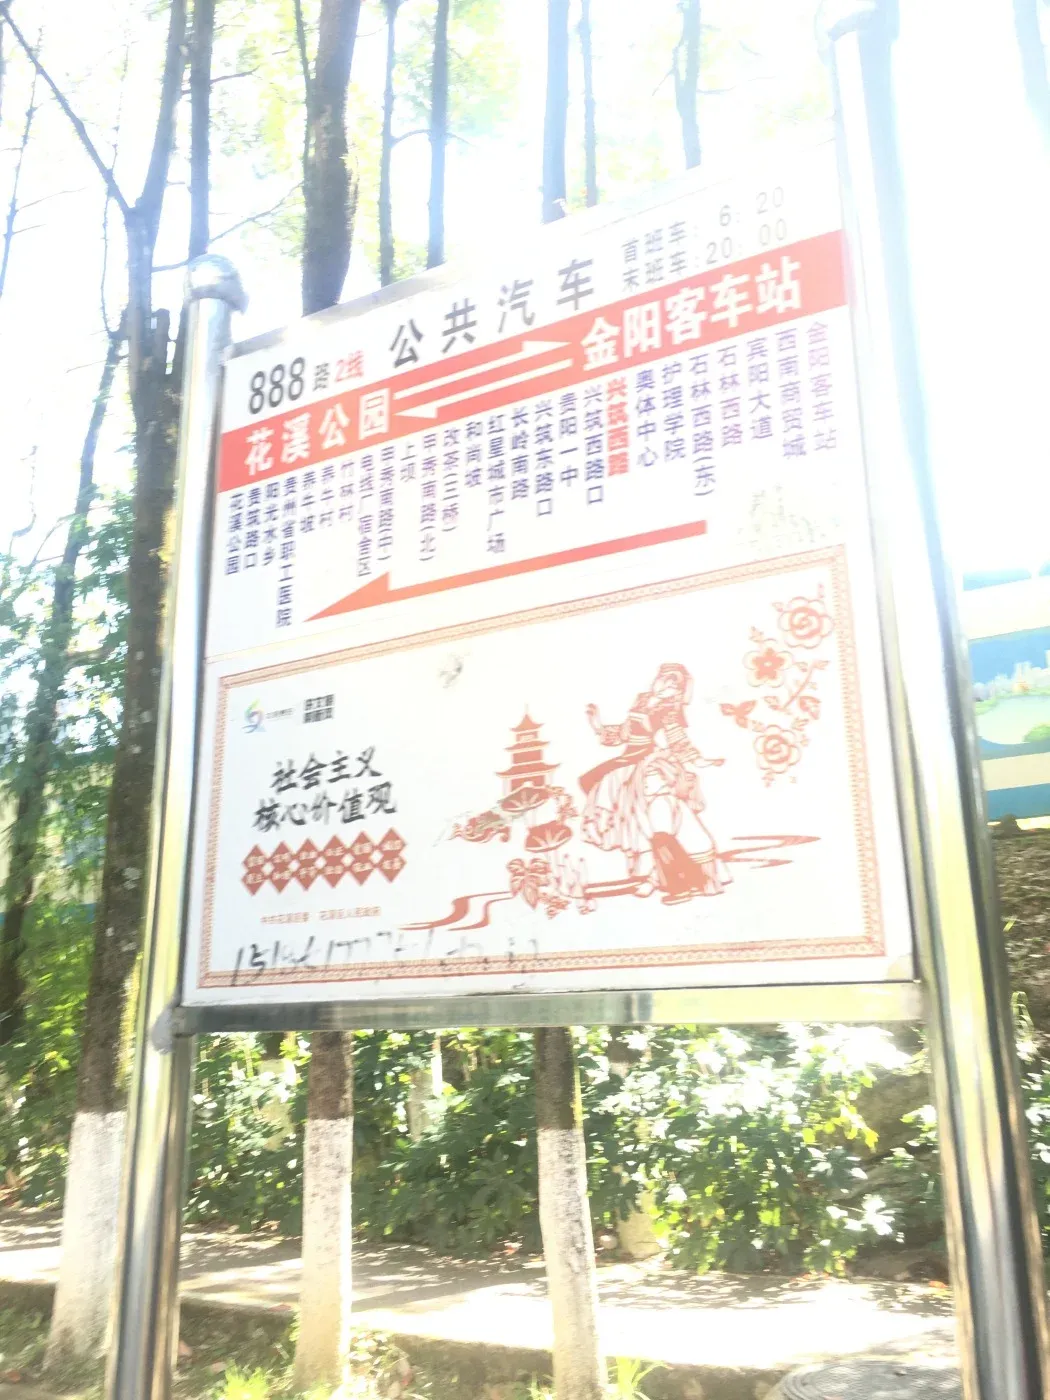 首班车: 6: 20
末班车:20: 00
公共汽车
888路2线
花溪公园
金阳客车站
花溪公园
贵筑路口
阳光水乡
贵州省职工医院
养牛坡
养牛村
竹林村
电线厂宿舍区
甲秀南路(中)
上坝
甲秀南路(北)
改茶(三桥)
和尚坡
红星城市广场
长岭南路
兴筑东路口
贵阳一中
兴筑西路口
兴筑西路
奥体中心
护理学院
石林西路(东)
石林西路
宾阳大道
西南商贸城
金阳客车站
社会主义
核心价值观